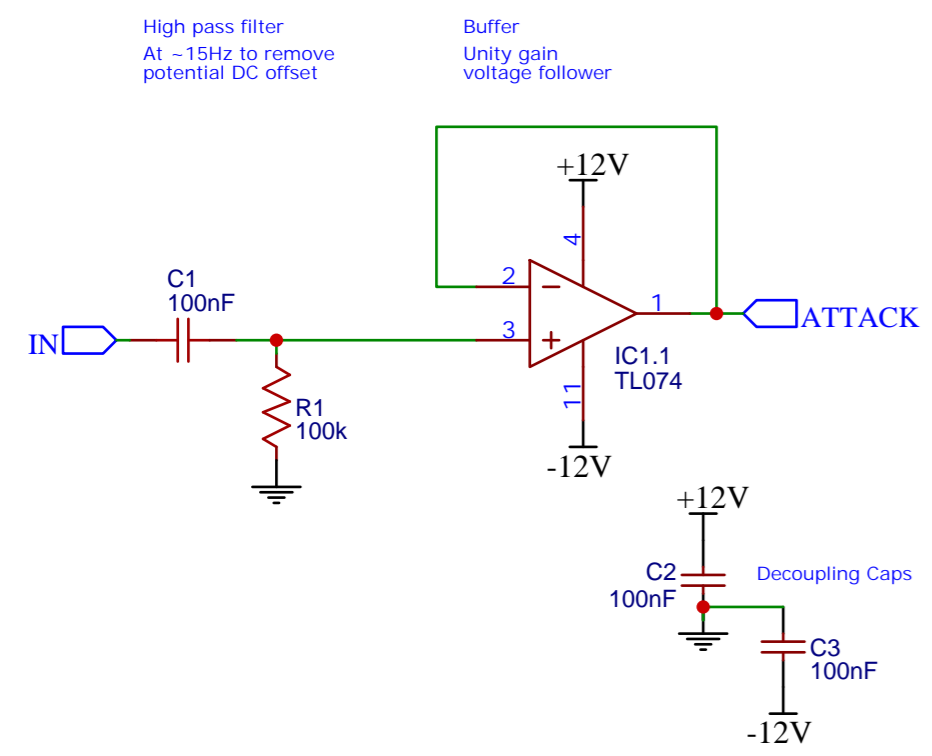 High pass filter
At ~15Hz to remove
potential DC offset
Buffer
Unity gain
voltage follower
+12V
4
2
3
1
11
C1
100nF
IN
ATTACK
IC1.1
TL074
R1
100k
-12V
+12V
C2
100nF
Decoupling Caps
C3
100nF
-12V